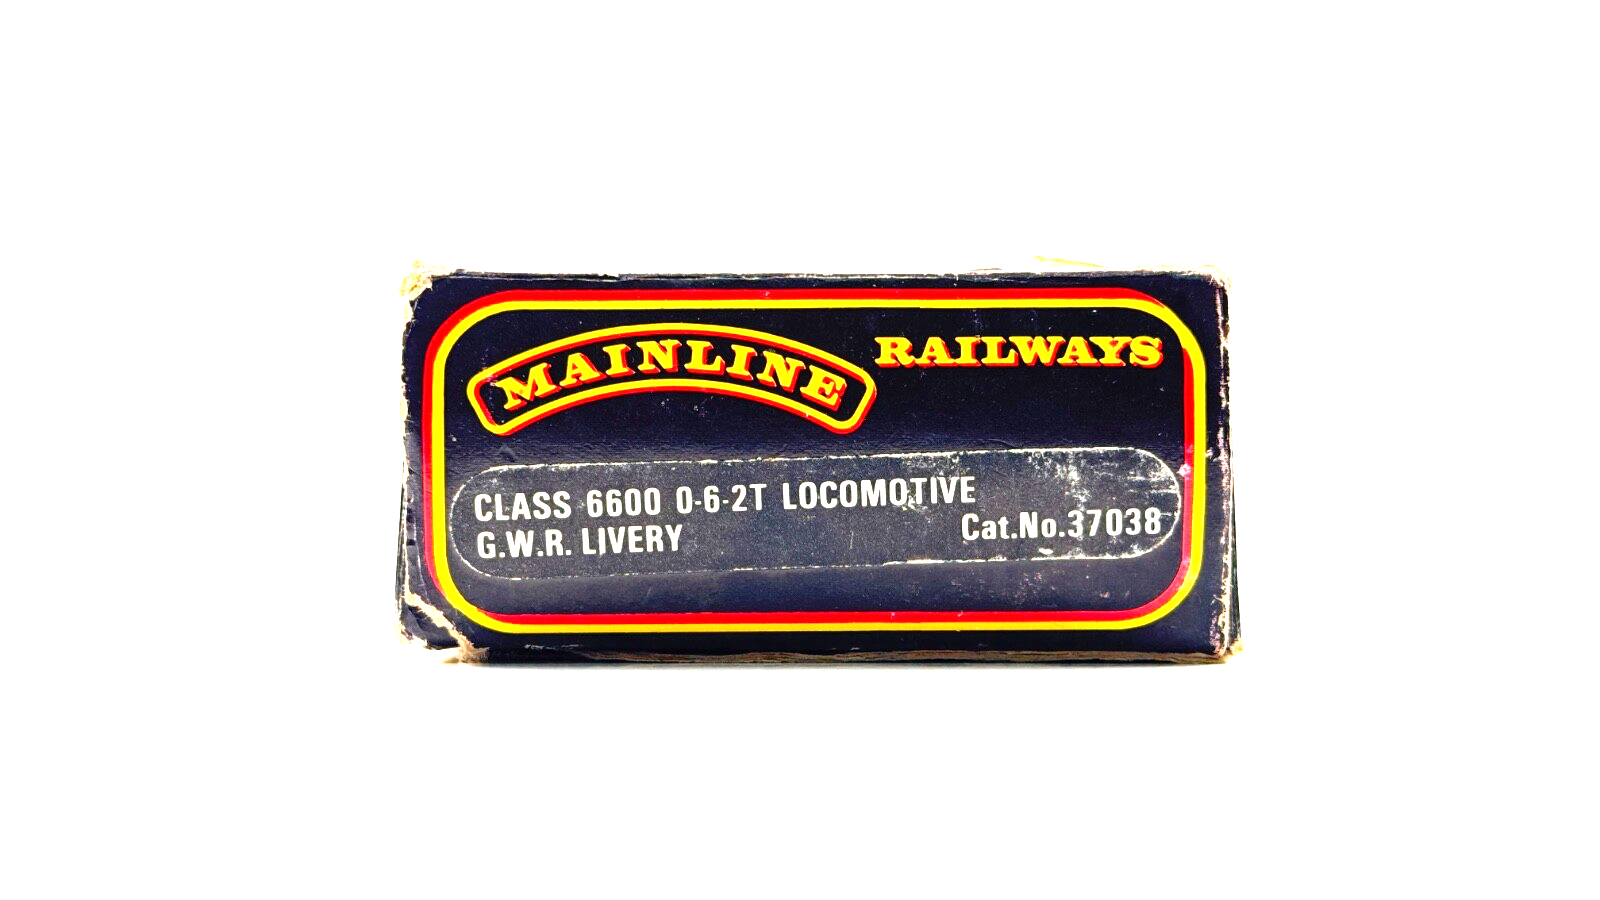 MAINLINE RAILWAYS
CLASS 6600 0-6-2T LOCOMOTIVE
G.W.R. LIVERY Cat.No.37038